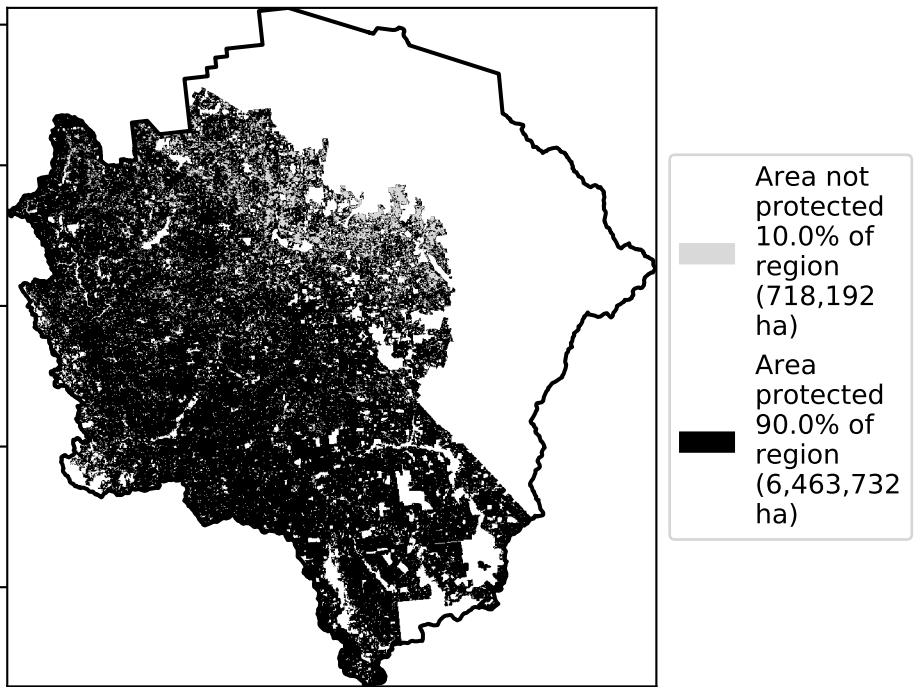 Area not
protected
10.0% of
region
(718,192
ha)
Area
protected
90.0% of
region
(6,463,732
ha)